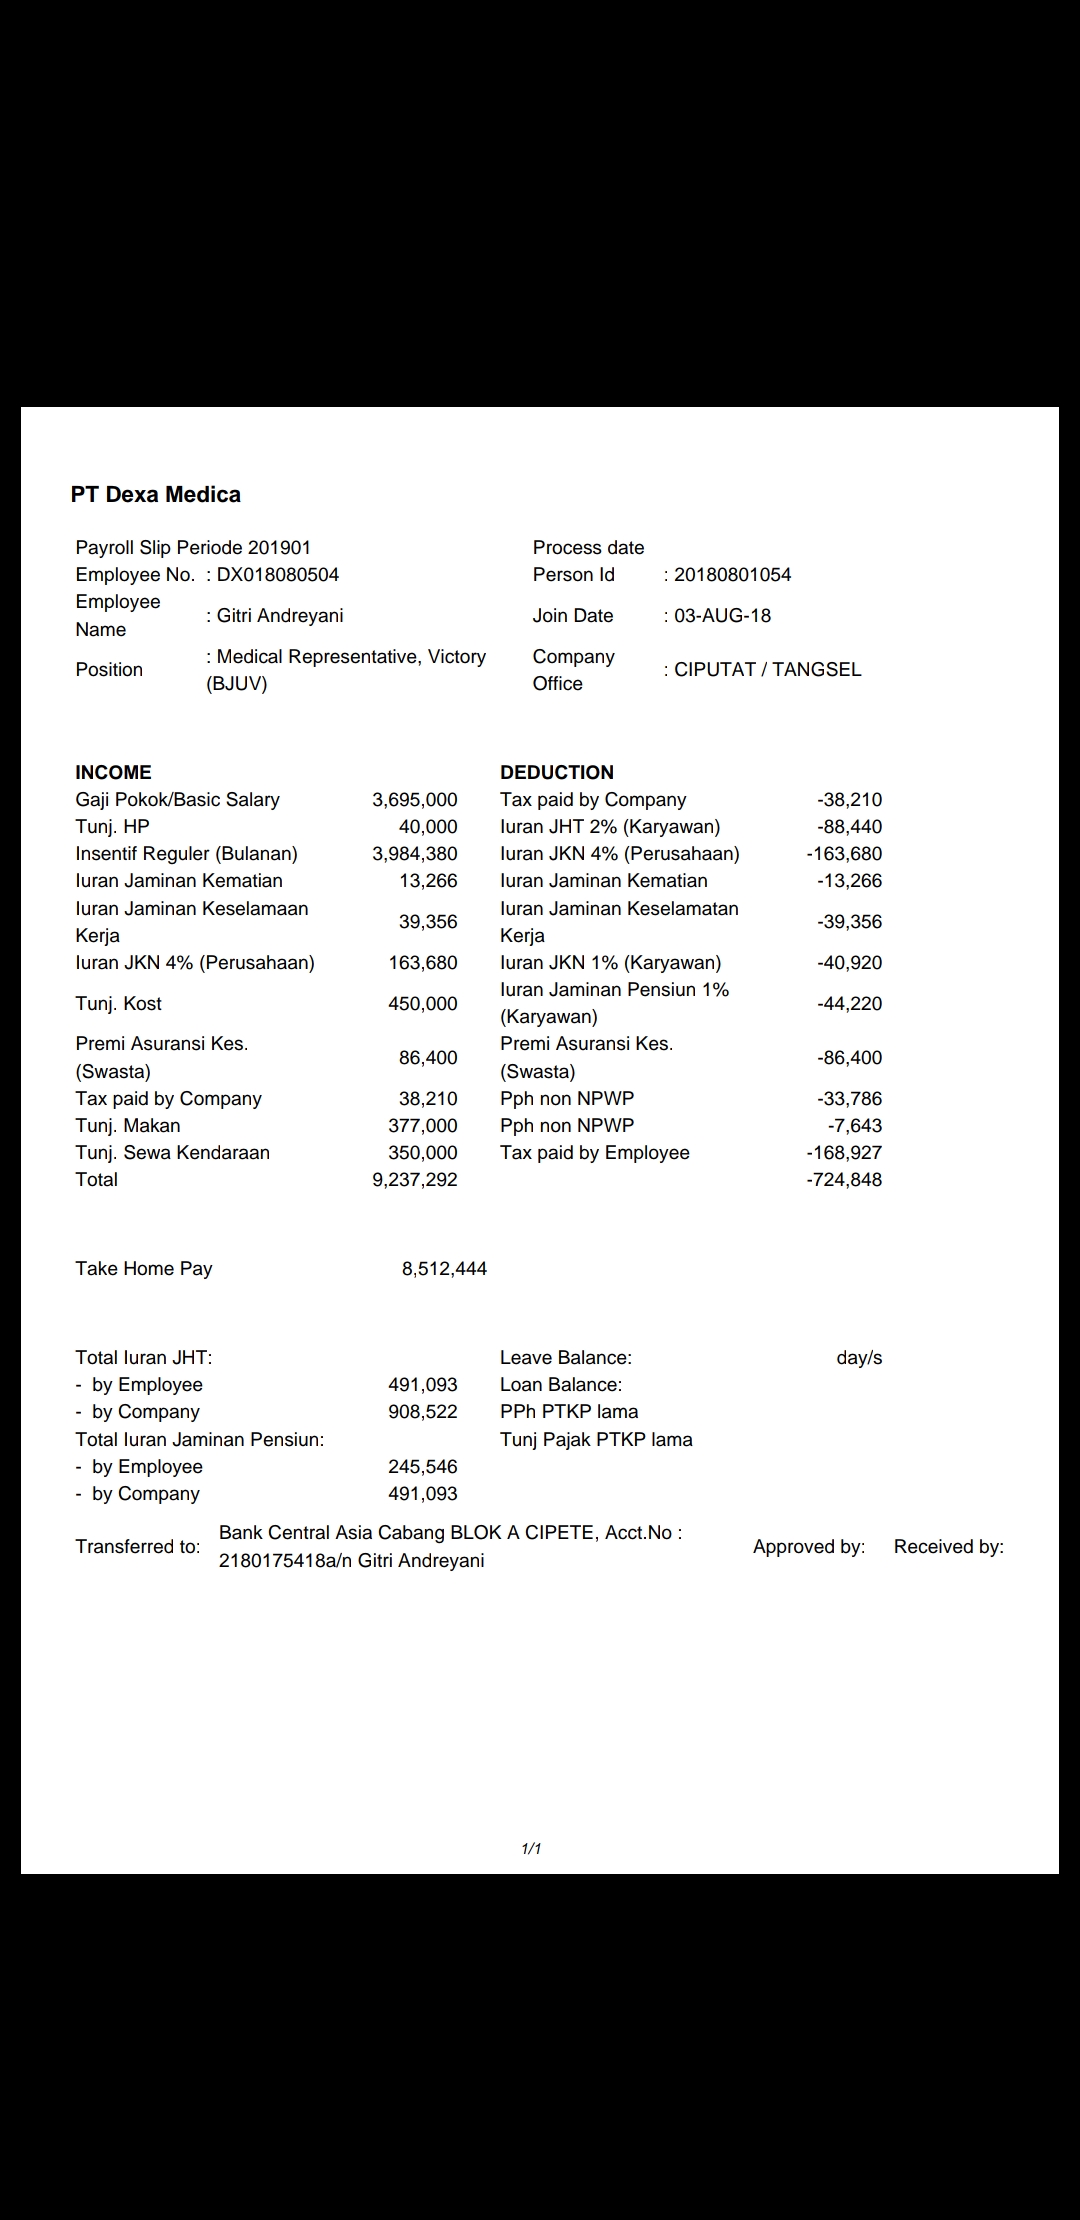 PT Dexa Medica
Payroll Slip Periode 201901 Process date
Employee No. : DX018080504 Person Id : 20180801054
Employee
Name : Gitri Andreyani Join Date : 03-AUG-18
Position : Medical Representative, Victory
(BJUV) Company
Office : CIPUTAT / TANGSEL
INCOME DEDUCTION
Gaji Pokok/Basic Salary 3,695,000 Tax paid by Company -38,210
Tunj. HP 40,000 Iuran JHT 2% (Karyawan) -88,440
Insentif Reguler (Bulanan) 3,984,380 Iuran JKN 4% (Perusahaan) -163,680
Iuran Jaminan Kematian 13,266 Iuran Jaminan Kematian -13,266
Iuran Jaminan Keselamaan
Kerja 39,356 Iuran Jaminan Keselamatan
Kerja -39,356
Iuran JKN 4% (Perusahaan) 163,680 Iuran JKN 1% (Karyawan) -40,920
Tunj. Kost 450,000 Iuran Jaminan Pensiun 1%
(Karyawan) -44,220
Premi Asuransi Kes.
(Swasta) 86,400 Premi Asuransi Kes.
(Swasta) -86,400
Tax paid by Company 38,210 Pph non NPWP -33,786
Tunj. Makan 377,000 Pph non NPWP -7,643
Tunj. Sewa Kendaraan 350,000 Tax paid by Employee -168,927
Total 9,237,292 -724,848
Take Home Pay 8,512,444
Total Iuran JHT: Leave Balance: day/s
- by Employee 491,093 Loan Balance:
- by Company 908,522 PPh PTKP lama
Total Iuran Jaminan Pensiun: Tunj Pajak PTKP lama
- by Employee 245,546
- by Company 491,093
Transferred to: Bank Central Asia Cabang BLOK A CIPETE, Acct.No :
2180175418a/n Gitri Andreyani Approved by: Received by:
1/1